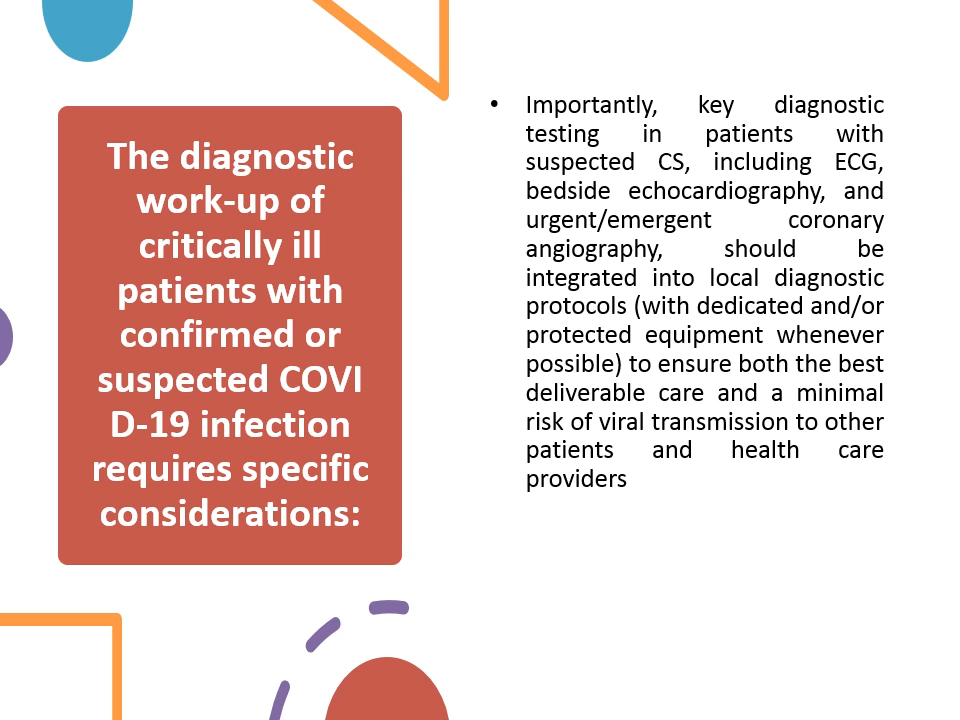 The diagnostic
work-up of
critically ill
patients with
confirmed or
suspected COVI
D-19 infection
requires specific
considerations:
• Importantly, key diagnostic
testing in patients with
suspected CS, including ECG,
bedside echocardiography, and
urgent/emergent coronary
angiography, should be
integrated into local diagnostic
protocols (with dedicated and/or
protected equipment whenever
possible) to ensure both the best
deliverable care and a minimal
risk of viral transmission to other
patients and health care
providers